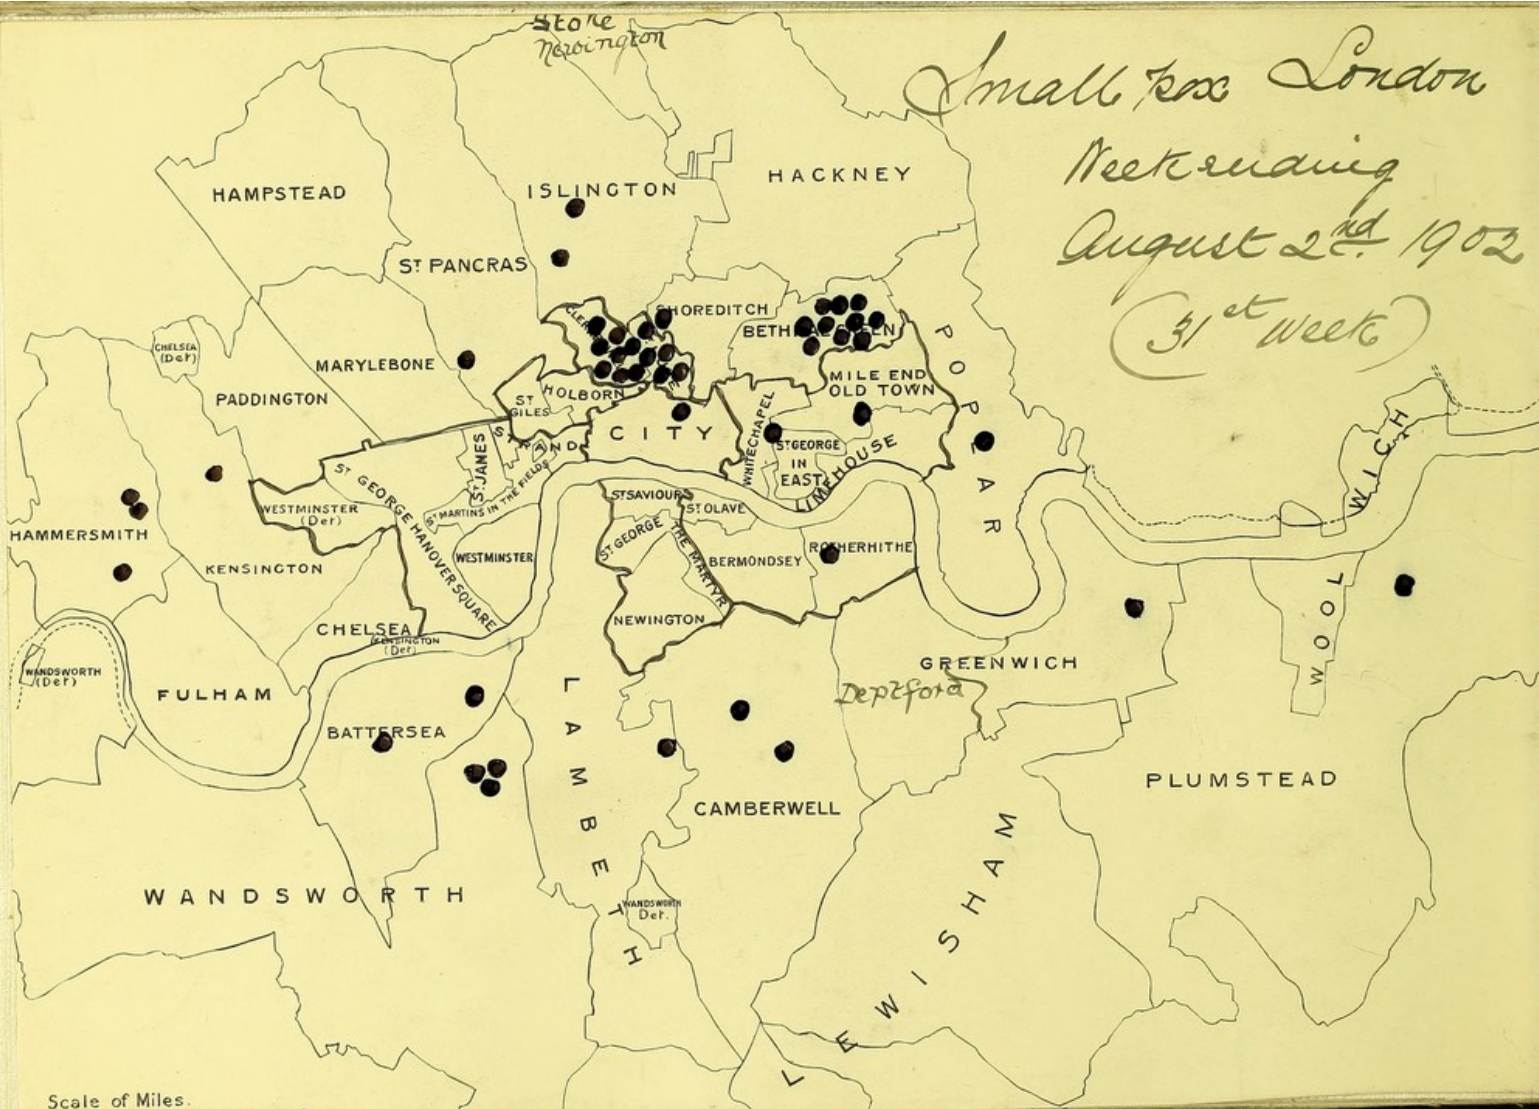 Stoke
Newington
Small pox London
Week ending
August 2nd. 1902
(31st Week)
HAMPSTEAD
ISLINGTON
HACKNEY
ST PANCRAS
SHOREDITCH
BETHNAL GREEN
POPLAR
CHELSEA
(Det)
MARYLEBONE
PADDINGTON
ST
GILES
HOLBORN
MILE END
OLD TOWN
CITY
WHITECHAPEL
ST GEORGE
IN
EAST
LIMEHOUSE
STRAND
ST JAMES
ST MARTINS IN THE FIELDS
ST GEORGE HANOVER SQUARE
WESTMINSTER
(Det)
WESTMINSTER
HAMMERSMITH
KENSINGTON
ST SAVIOUR
ST OLAVE
ST GEORGE
THE MARTYR
BERMONDSEY
ROTHERHITHE
NEWINGTON
CHELSEA
KENSINGTON
(Det)
WOOLWICH
WANDSWORTH
(Det)
FULHAM
BATTERSEA
LAMBETH
GREENWICH
Deptford
CAMBERWELL
PLUMSTEAD
WANDSWORTH
WANDSWORTH
Det.
LEWISHAM
Scale of Miles.